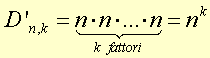 D'n,k = n·n·...·n = n^k
k fattori